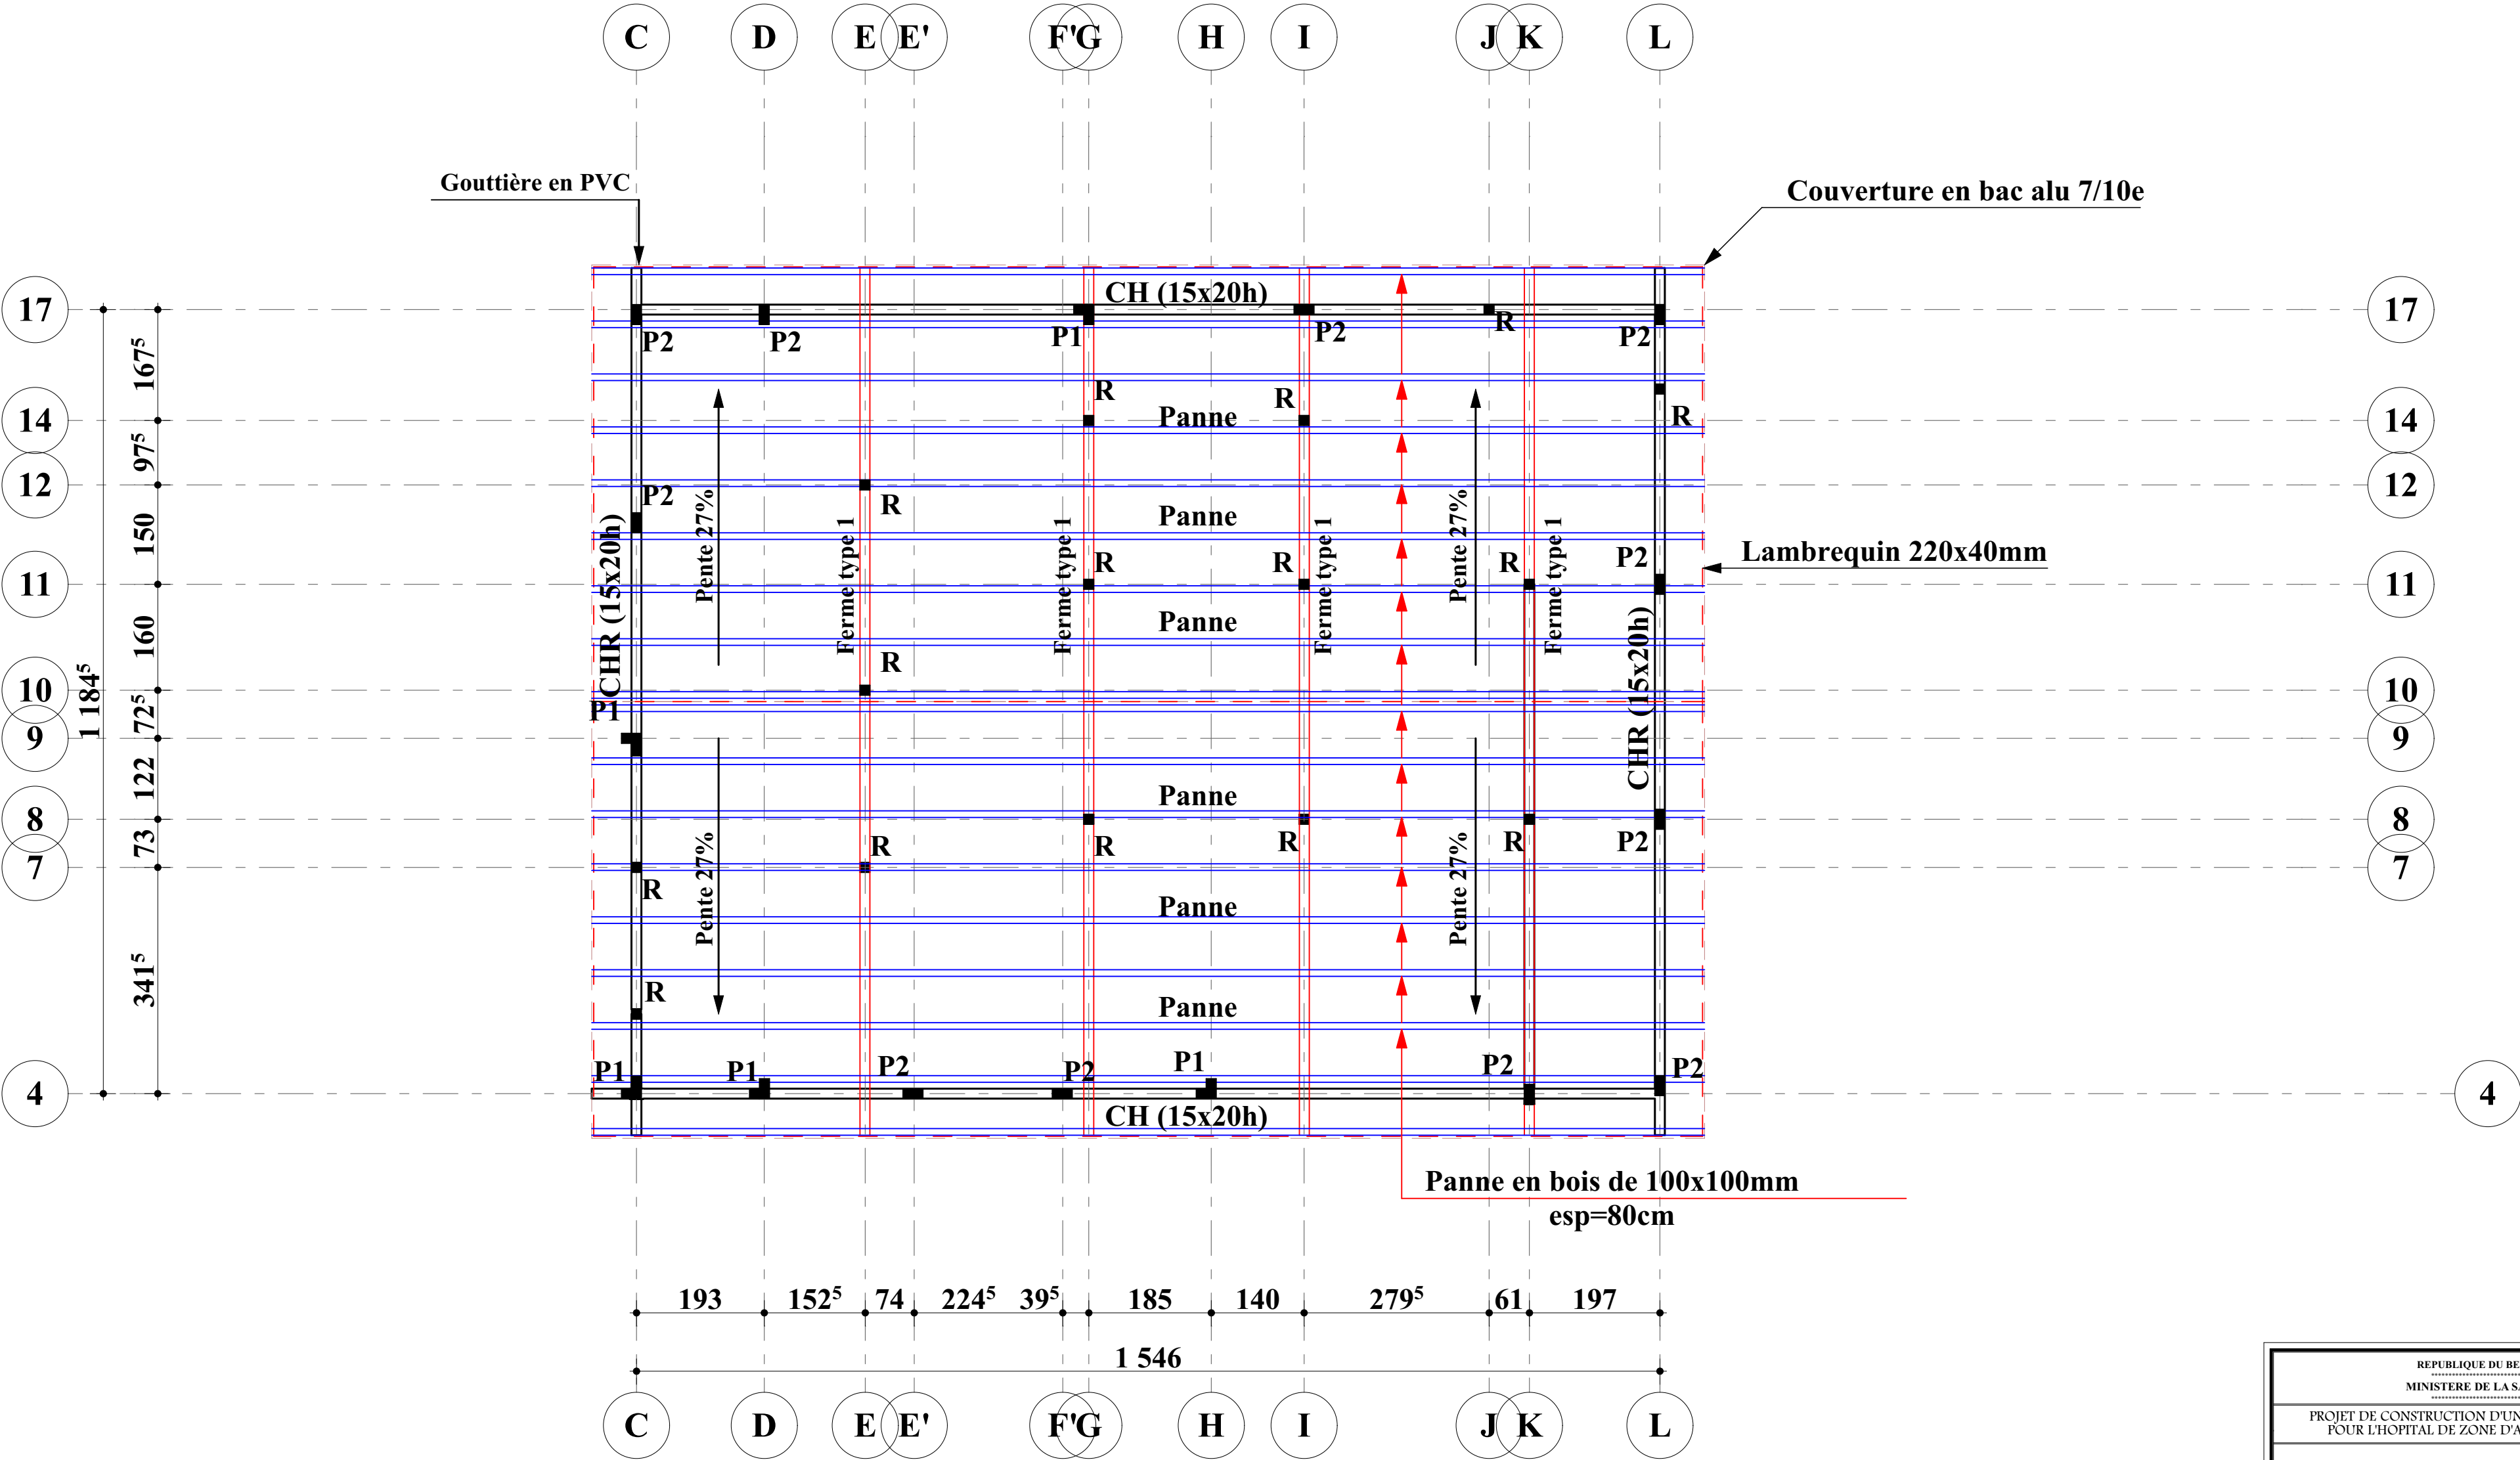 C D E E' F' G H I J K L
Gouttière en PVC
Couverture en bac alu 7/10e
CH (15x20h)
17 17
P2 P2 P1 P2 R P2
167⁵
R R
14 Panne R 14
97⁵
12 P2 R 12
Pente 27% Pente 27%
150 Panne
CHR (15x20h) Ferme type 1 Ferme type 1 Ferme type 1 Ferme type 1
Lambrequin 220x40mm
R R R P2
11 11
160 Panne
CHR (15x20h)
R
10 10
1 184⁵
72⁵ P1
9 9
122 Panne
8 8
73 R R R R P2
Pente 27% Pente 27%
7 7
R
Panne
341⁵
R
Panne
P1 P1 P2 P2 P1 P2 P2
4 4
CH (15x20h)
Panne en bois de 100x100mm
esp=80cm
193 152⁵ 74 224⁵ 39⁵ 185 140 279⁵ 61 197
1 546
C D E E' F' G H I J K L
REPUBLIQUE DU BE
MINISTERE DE LA S
PROJET DE CONSTRUCTION D'UN
POUR L'HOPITAL DE ZONE D'A